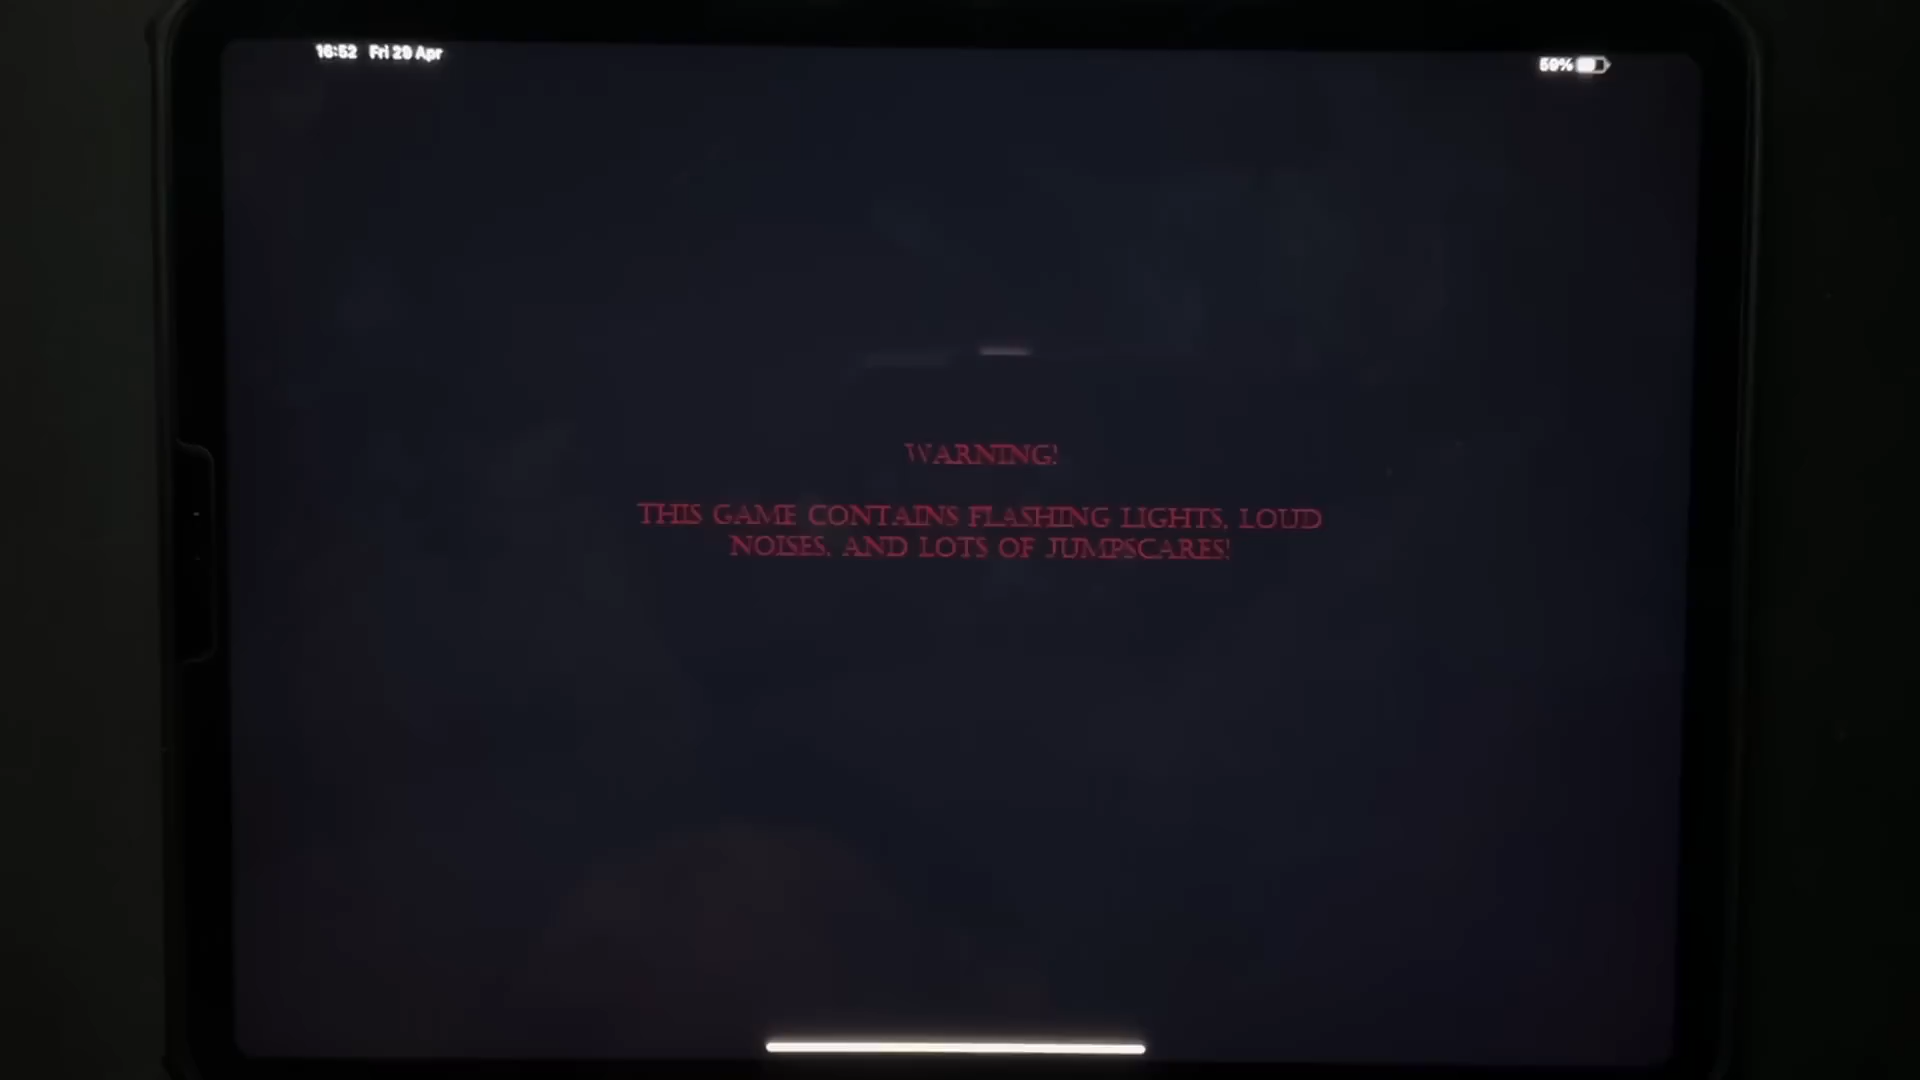 16:52 Fri 29 Apr
59%
WARNING!
THIS GAME CONTAINS FLASHING LIGHTS, LOUD
NOISES, AND LOTS OF JUMPSCARES!